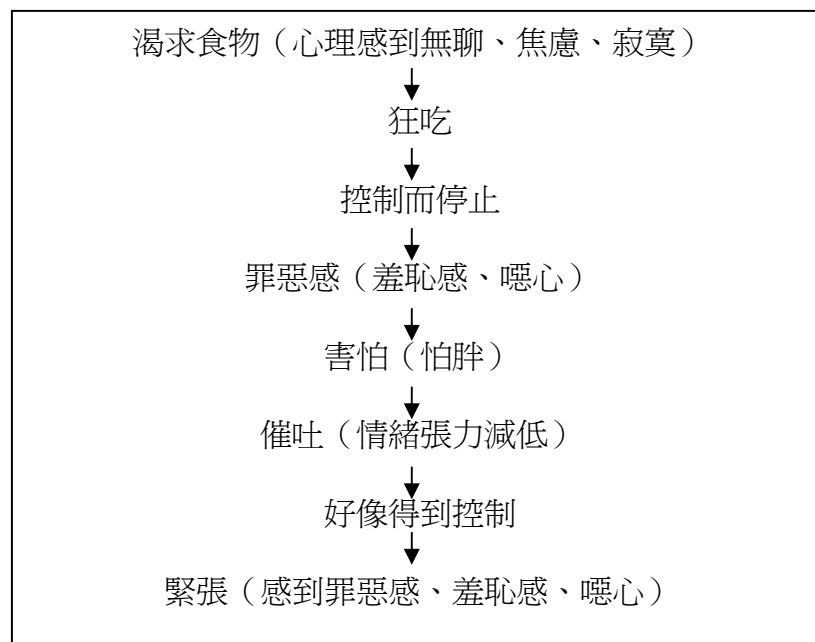 渴求食物（心理感到無聊、焦慮、寂寞）
狂吃
控制而停止
罪惡感（羞恥感、噁心）
害怕（怕胖）
催吐（情緒張力減低）
好像得到控制
緊張（感到罪惡感、羞恥感、噁心）